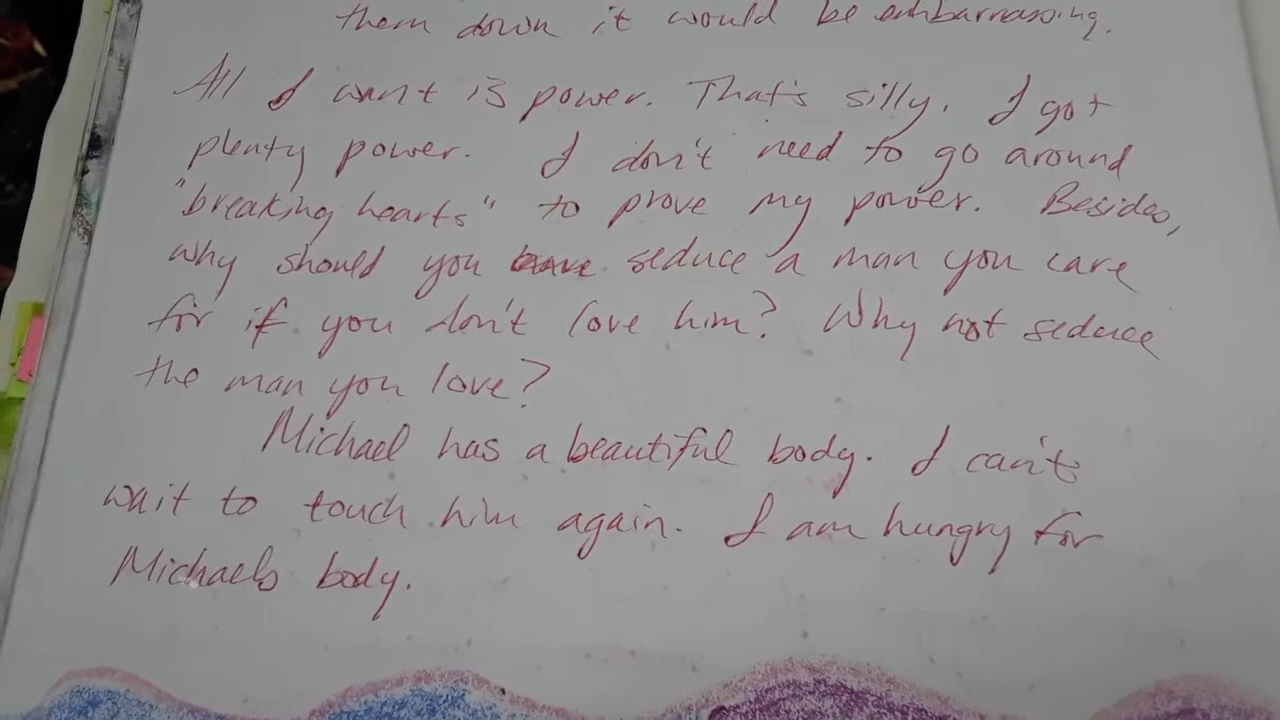 them down it would be embarrassing.
All I want is power. That's silly. I got
plenty power. I don't need to go around
"breaking hearts" to prove my power. Besides,
why should you seduce a man you care
for if you don't love him? Why not seduce
the man you love?
Michael has a beautiful body. I can't
wait to touch him again. I am hungry for
Michaels body.